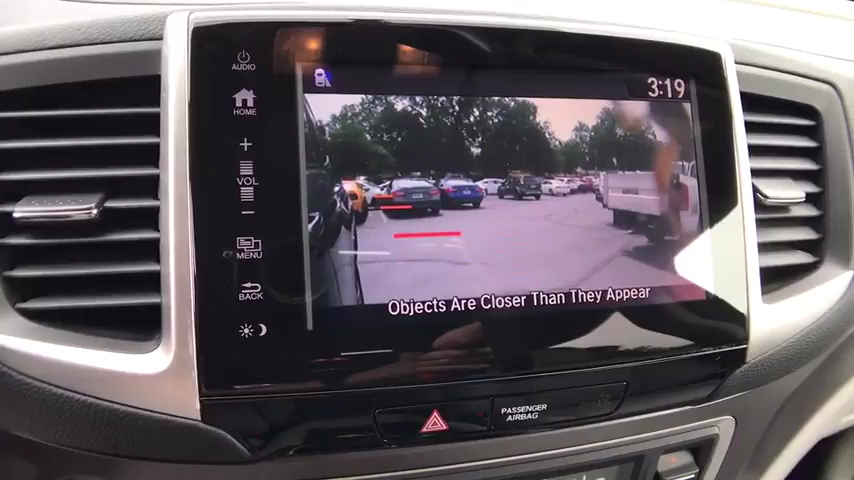 AUDIO
HOME
+
VOL
−
MENU
BACK
3:19
Objects Are Closer Than They Appear
PASSENGER
AIRBAG